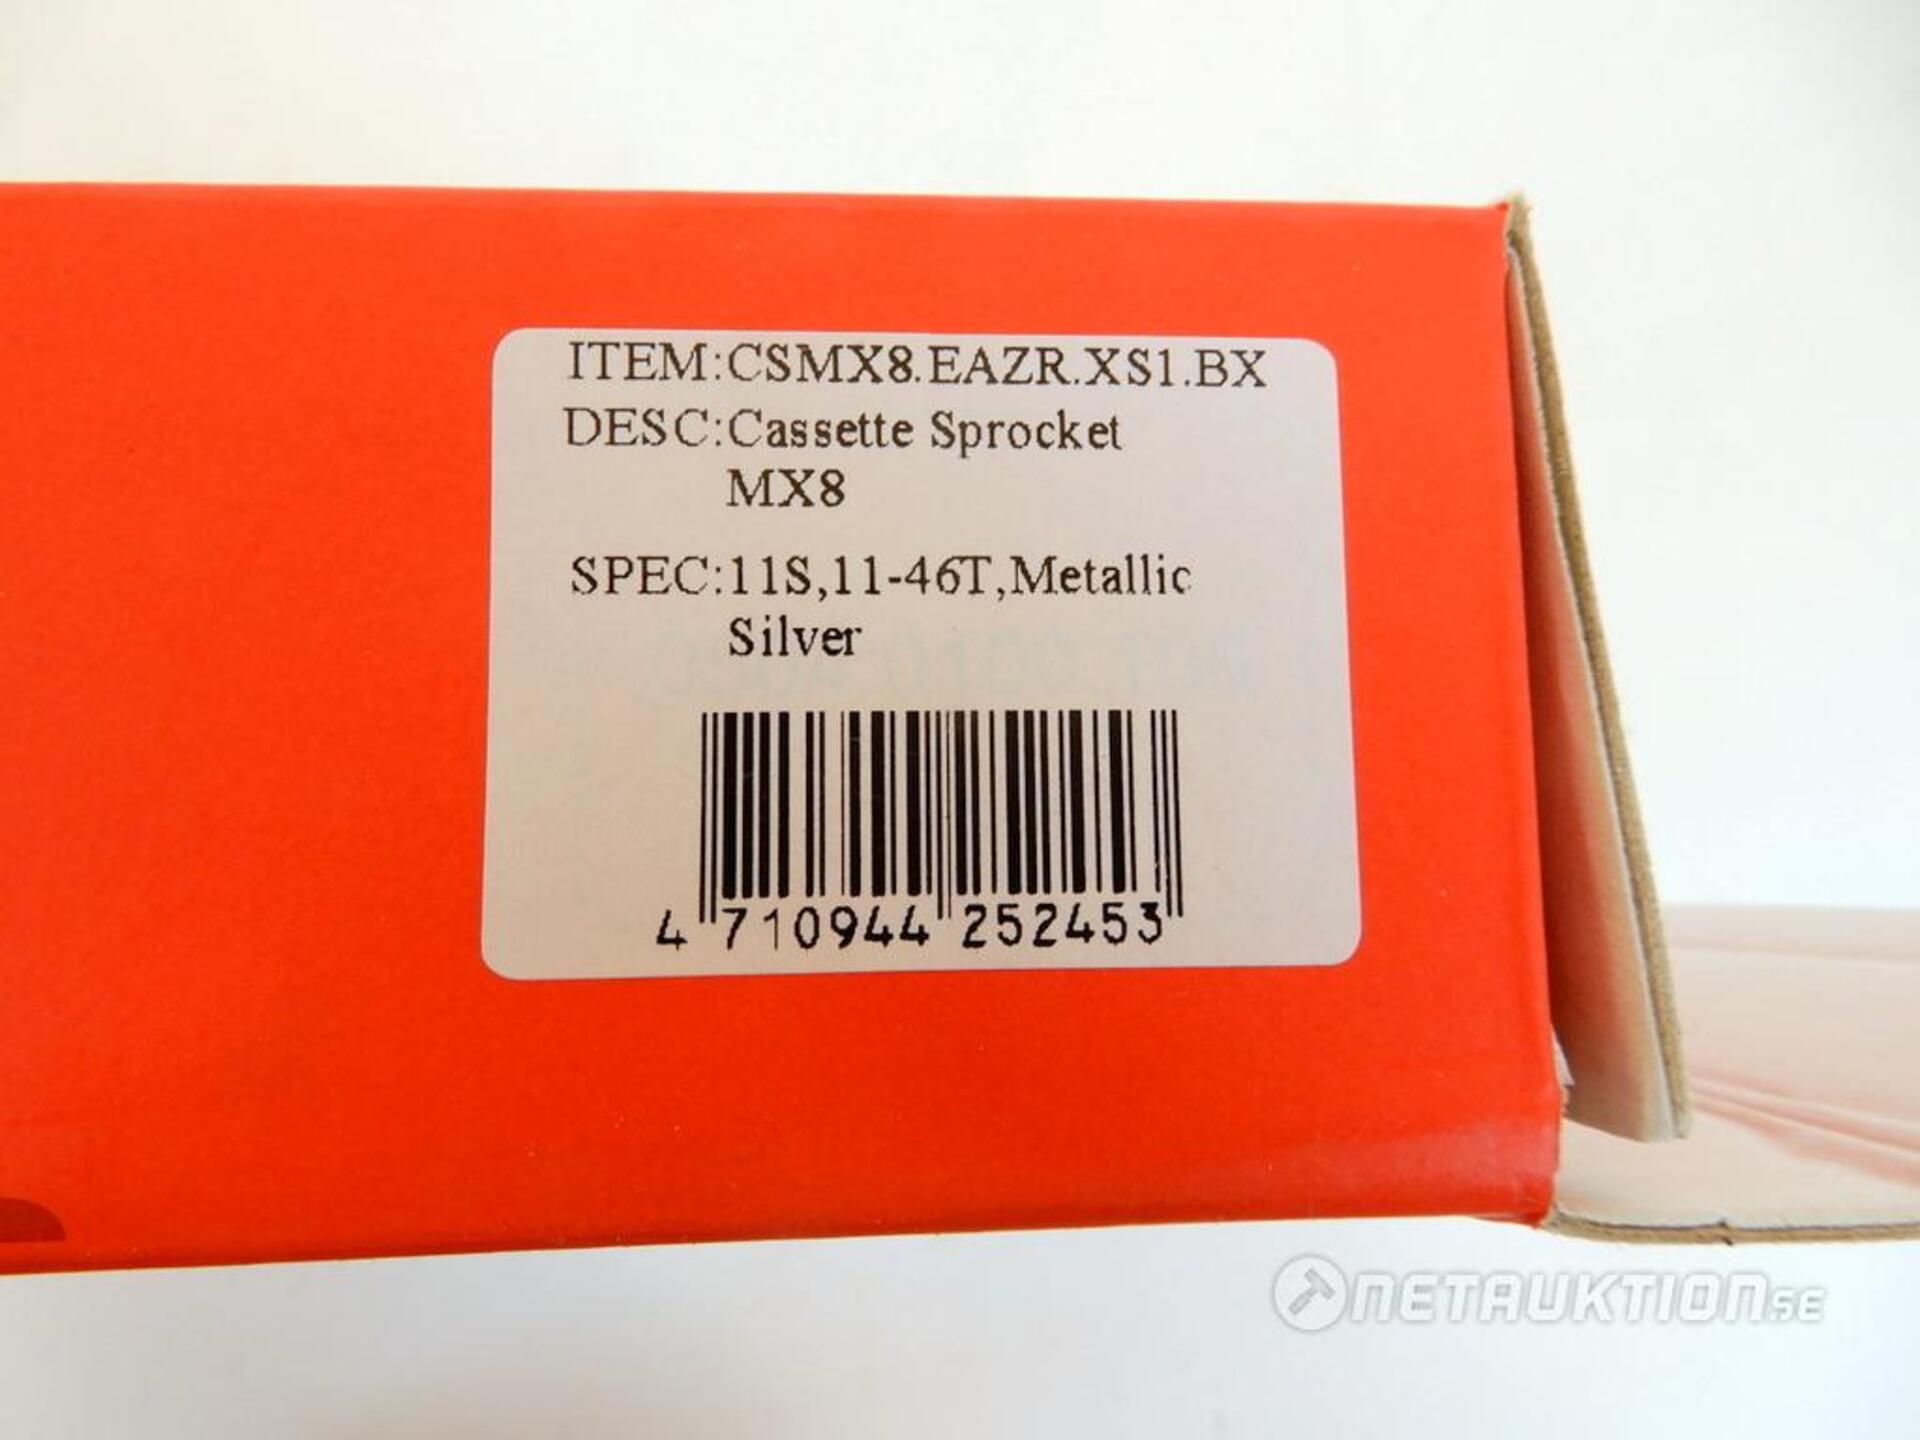 ITEM:CSMX8.EAZR.XS1.BX
DESC:Cassette Sprocket
MX8
SPEC:11S,11-46T,Metallic
Silver
4 710944 252453
NETAUKTION.SE